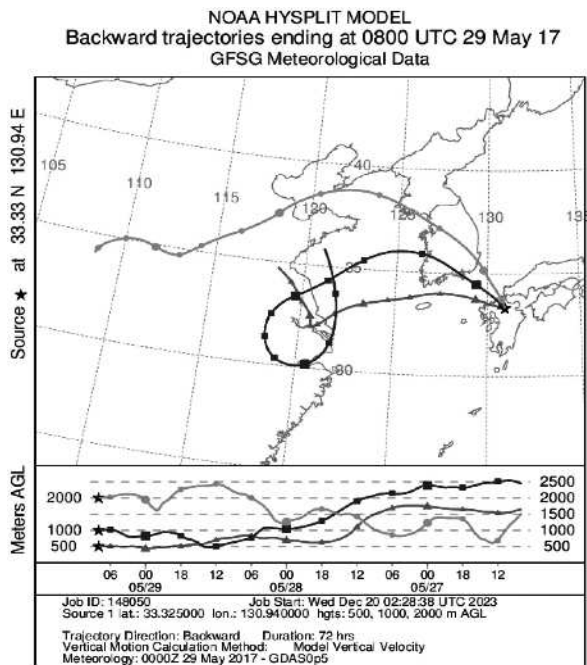 NOAA HYSPLIT MODEL
Backward trajectories ending at 0800 UTC 29 May 17
GFSG Meteorological Data
Source ★ at 33.33 N 130.94 E
105
110
115
120
125
130
135
40
35
30
Meters AGL
2000
1000
500
2500
2000
1500
1000
500
06 00 18 12 06 00 18 12 06 00 18 12
05/29 05/28 05/27
Job ID: 148050 Job Start: Wed Dec 20 02:28:38 UTC 2023
Source 1 lat.: 33.325000 lon.: 130.940000 hgts: 500, 1000, 2000 m AGL
Trajectory Direction: Backward Duration: 72 hrs
Vertical Motion Calculation Method: Model Vertical Velocity
Meteorology: 0000Z 29 May 2017 - GDAS0p5